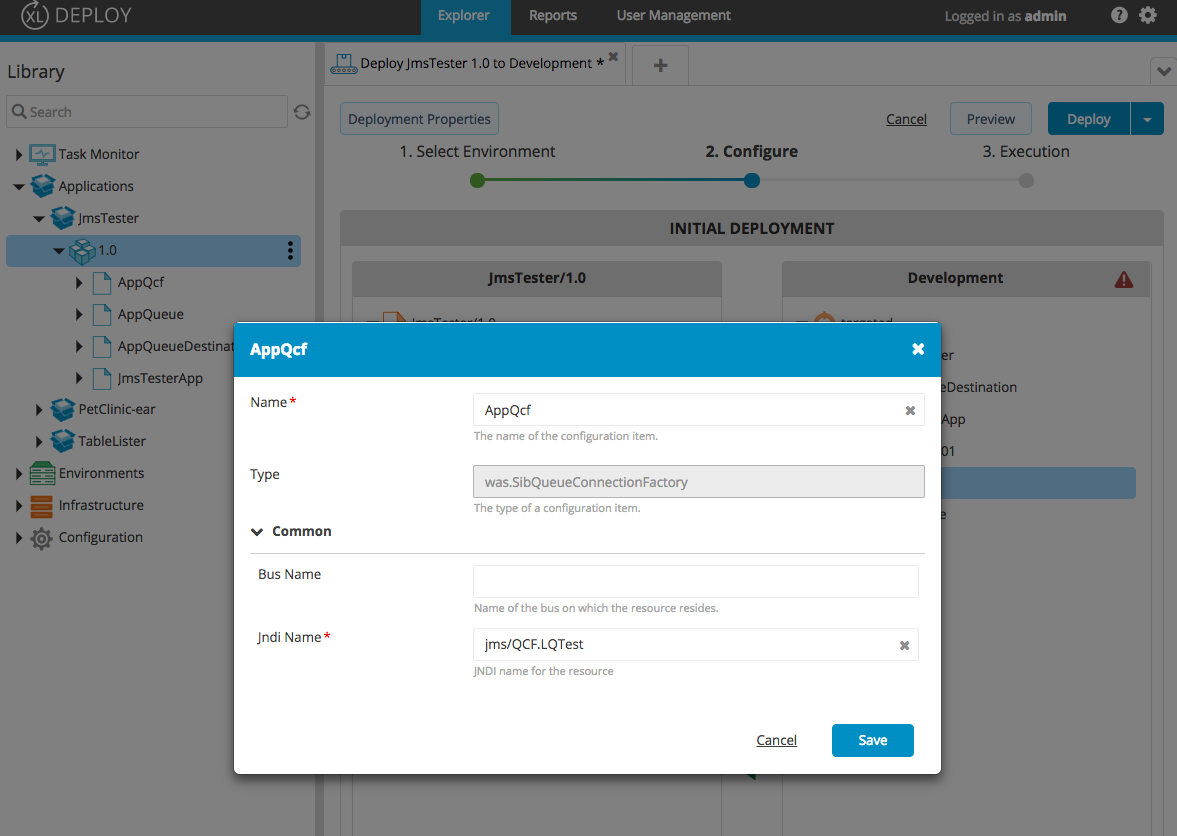 XL DEPLOY
Explorer
Reports
User Management
Logged in as admin
Library
Search
Task Monitor
Applications
JmsTester
1.0
AppQcf
AppQueue
AppQueueDestinat
JmsTesterApp
PetClinic-ear
TableLister
Environments
Infrastructure
Configuration
Deploy JmsTester 1.0 to Development *
Deployment Properties
Cancel
Preview
Deploy
1. Select Environment
2. Configure
3. Execution
INITIAL DEPLOYMENT
JmsTester/1.0
Development
JmsTester/1.0
targeted
er
eDestination
App
01
e
AppQcf
Name*
AppQcf
The name of the configuration item.
Type
was.SibQueueConnectionFactory
The type of a configuration item.
Common
Bus Name
Name of the bus on which the resource resides.
Jndi Name*
jms/QCF.LQTest
JNDI name for the resource
Cancel
Save